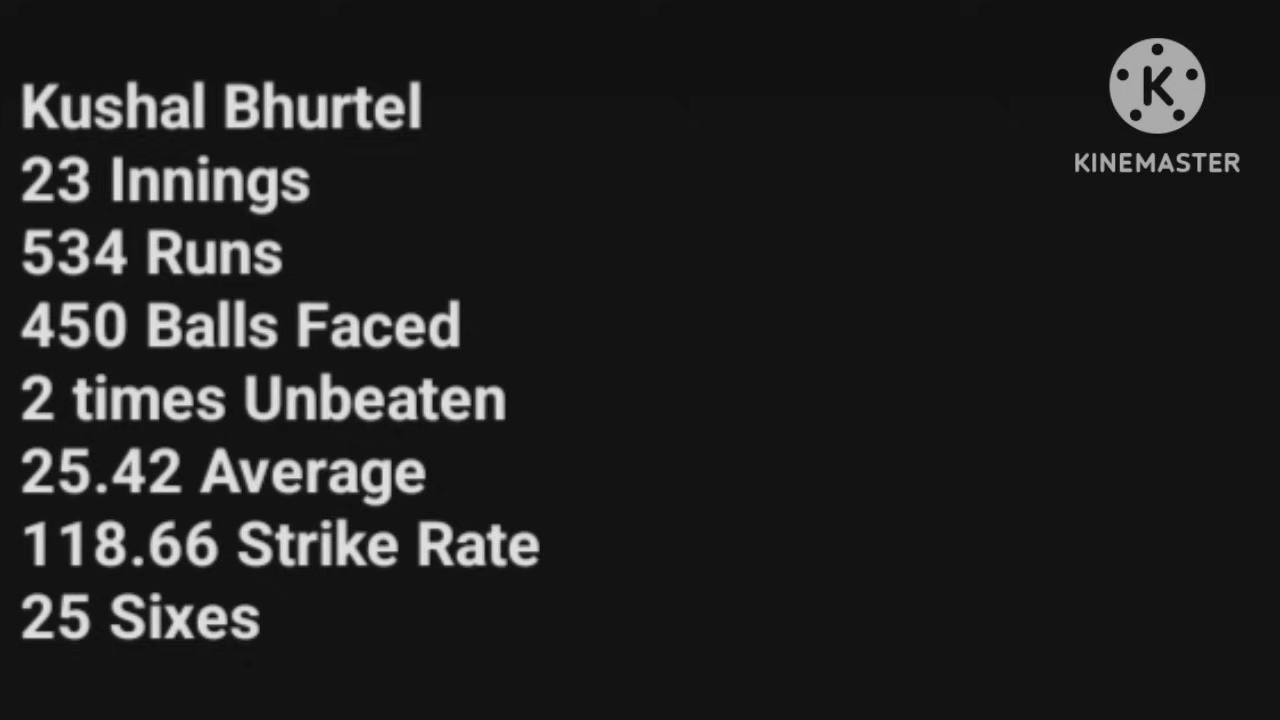 Kushal Bhurtel
23 Innings
534 Runs
450 Balls Faced
2 times Unbeaten
25.42 Average
118.66 Strike Rate
25 Sixes
K
KINEMASTER